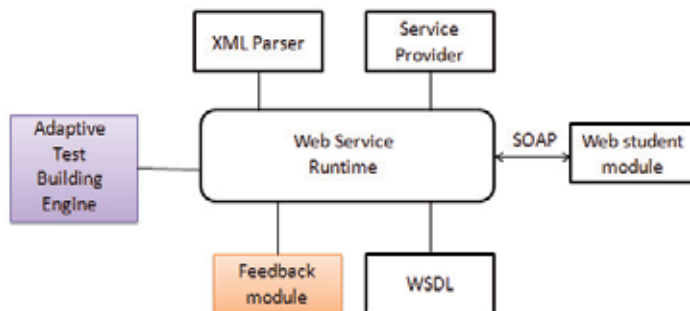 XML Parser
Service
Provider
Adaptive
Test
Building
Engine
Web Service
Runtime
SOAP
Web student
module
Feedback
module
WSDL